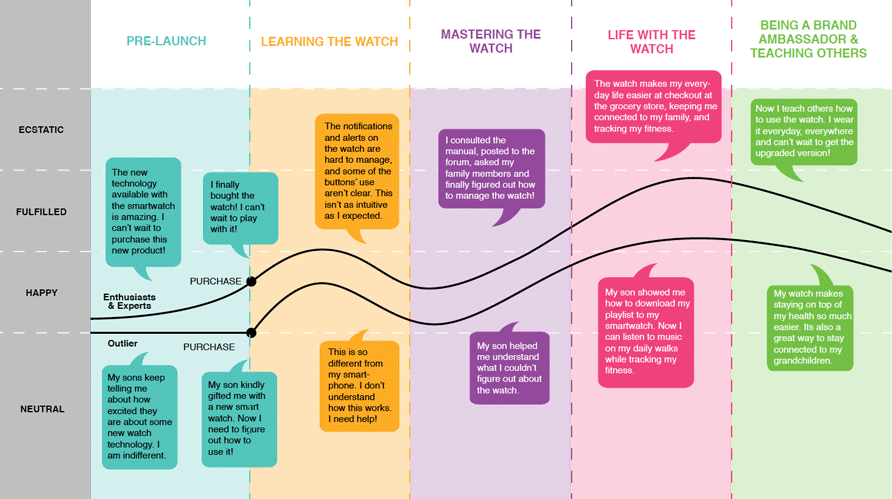 PRE-LAUNCH
LEARNING THE WATCH
MASTERING THE
WATCH
LIFE WITH THE
WATCH
BEING A BRAND
AMBASSADOR &
TEACHING OTHERS
ECSTATIC
FULFILLED
HAPPY
NEUTRAL
The new
technology
available with
the smartwatch
is amazing. I
can't wait to
purchase this
new product!
I finally
bought the
watch! I can't
wait to play
with it!
The notifications
and alerts on
the watch are
hard to manage,
and some of the
buttons' use
aren't clear. This
isn't as intuitive
as I expected.
I consulted the
manual, posted to
the forum, asked my
family members and
finally figured out how
to manage the watch!
The watch makes my every-
day life easier at checkout at
the grocery store, keeping me
connected to my family, and
tracking my fitness.
Now I teach others how
to use the watch. I wear
it everyday, everywhere
and can't wait to get the
upgraded version!
PURCHASE
Enthusiasts
& Experts
Outlier
PURCHASE
My sons keep
telling me
about how
excited they
are about some
new watch
technology. I
am indifferent.
My son kindly
gifted me with
a new smart
watch. Now I
need to figure
out how to
use it!
This is so
different from
my smart-
phone. I don't
understand
how this works.
I need help!
My son helped
me understand
what I couldn't
figure out about
the watch.
My son showed me
how to download my
playlist to my
smartwatch. Now I
can listen to music
on my daily walks
while tracking my
fitness.
My watch makes
staying on top of
my health so much
easier. Its also a
great way to stay
connected to my
grandchildren.